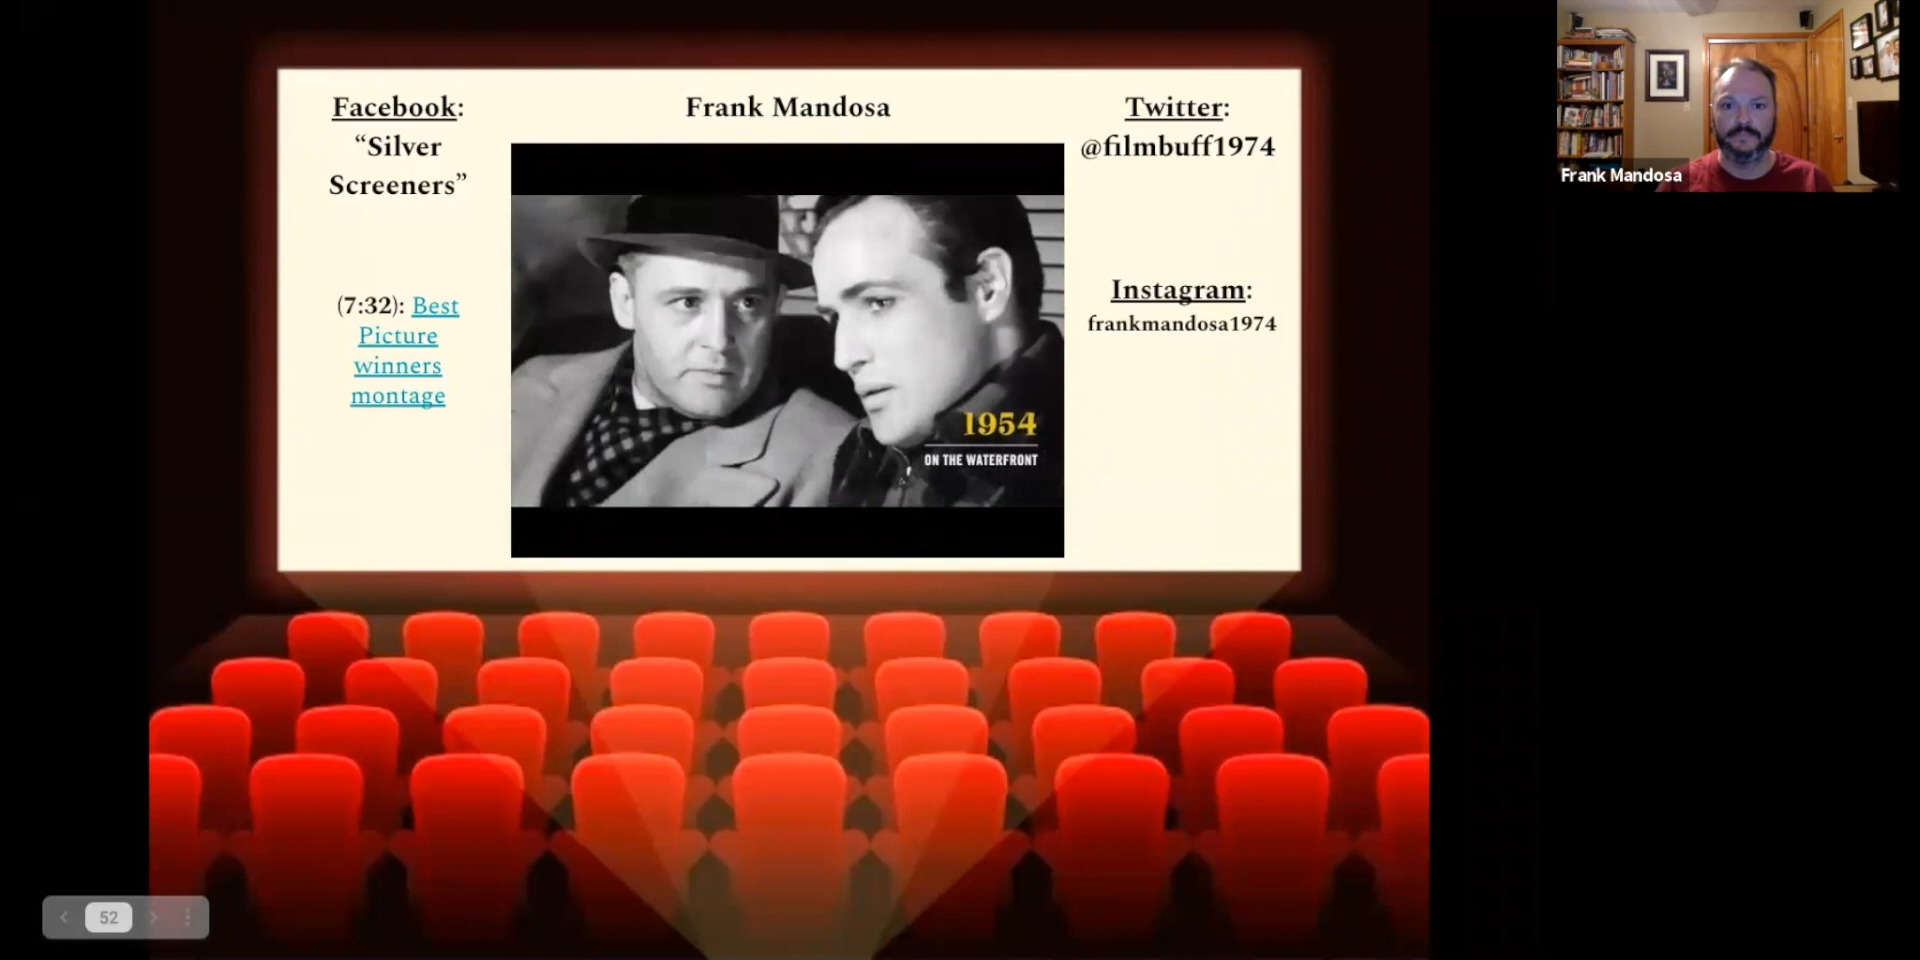 Facebook:
“Silver
Screeners”
(7:32): Best
Picture
winners
montage
Frank Mandosa
1954
ON THE WATERFRONT
Twitter:
@filmbuff1974
Instagram:
frankmandosa1974
Frank Mandosa
52